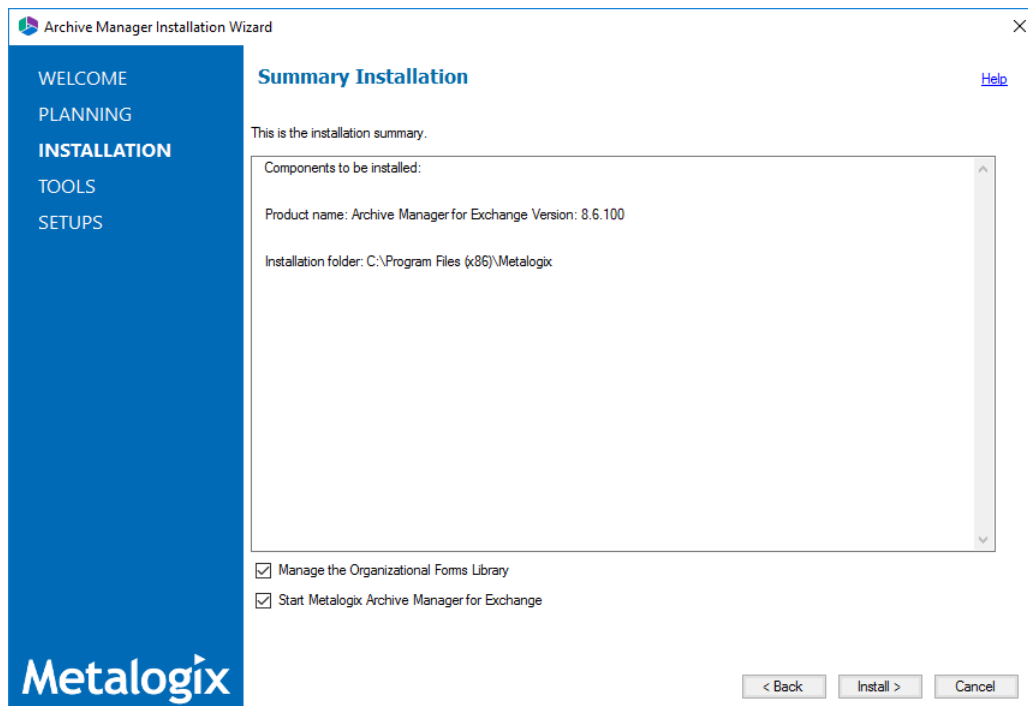 Archive Manager Installation Wizard
WELCOME
PLANNING
INSTALLATION
TOOLS
SETUPS
Summary Installation
Help
This is the installation summary.
Components to be installed:
Product name: Archive Manager for Exchange Version: 8.6.100
Installation folder: C:\Program Files (x86)\Metalogix
Manage the Organizational Forms Library
Start Metalogix Archive Manager for Exchange
Metalogix
< Back
Install >
Cancel